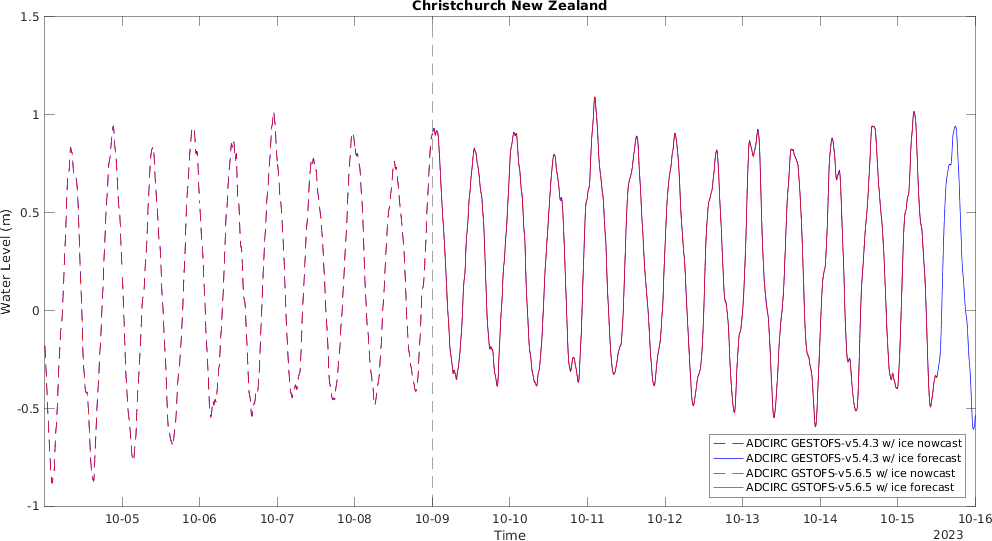 Christchurch New Zealand
1.5
1
0.5
0
-0.5
-1
Water Level (m)
10-05
10-06
10-07
10-08
10-09
10-10
10-11
10-12
10-13
10-14
10-15
10-16
Time
2023
ADCIRC GESTOFS-v5.4.3 w/ ice nowcast
ADCIRC GESTOFS-v5.4.3 w/ ice forecast
ADCIRC GSTOFS-v5.6.5 w/ ice nowcast
ADCIRC GSTOFS-v5.6.5 w/ ice forecast